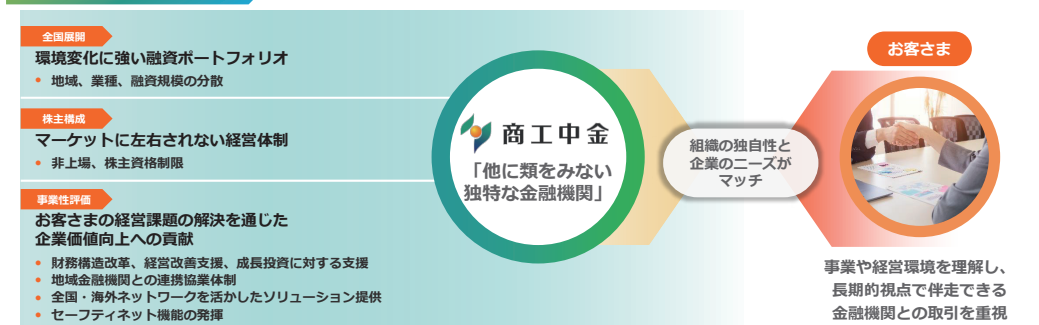 全国展開
環境変化に強い融資ポートフォリオ
• 地域、業種、融資規模の分散
株主構成
マーケットに左右されない経営体制
• 非上場、株主資格制限
事業性評価
お客さまの経営課題の解決を通じた
企業価値向上への貢献
• 財務構造改革、経営改善支援、成長投資に対する支援
• 地域金融機関との連携協業体制
• 全国・海外ネットワークを活かしたソリューション提供
• セーフティネット機能の発揮
商工中金
「他に類をみない
独特な金融機関」
組織の独自性と
企業のニーズが
マッチ
お客さま
事業や経営環境を理解し、
長期的視点で伴走できる
金融機関との取引を重視